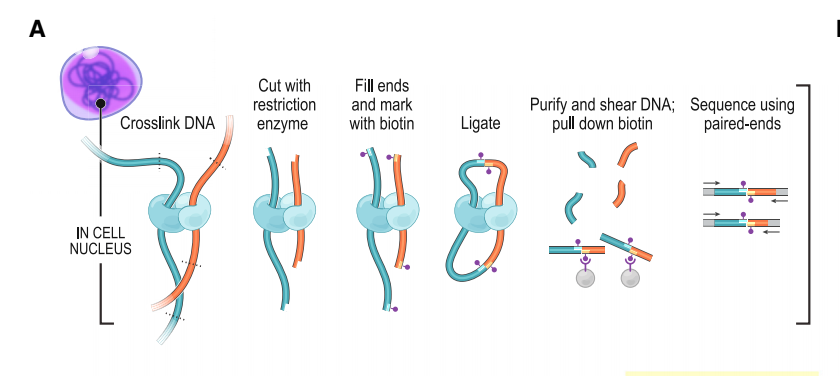 A
Crosslink DNA
Cut with
restriction
enzyme
Fill ends
and mark
with biotin
Ligate
Purify and shear DNA;
pull down biotin
Sequence using
paired-ends
IN CELL
NUCLEUS